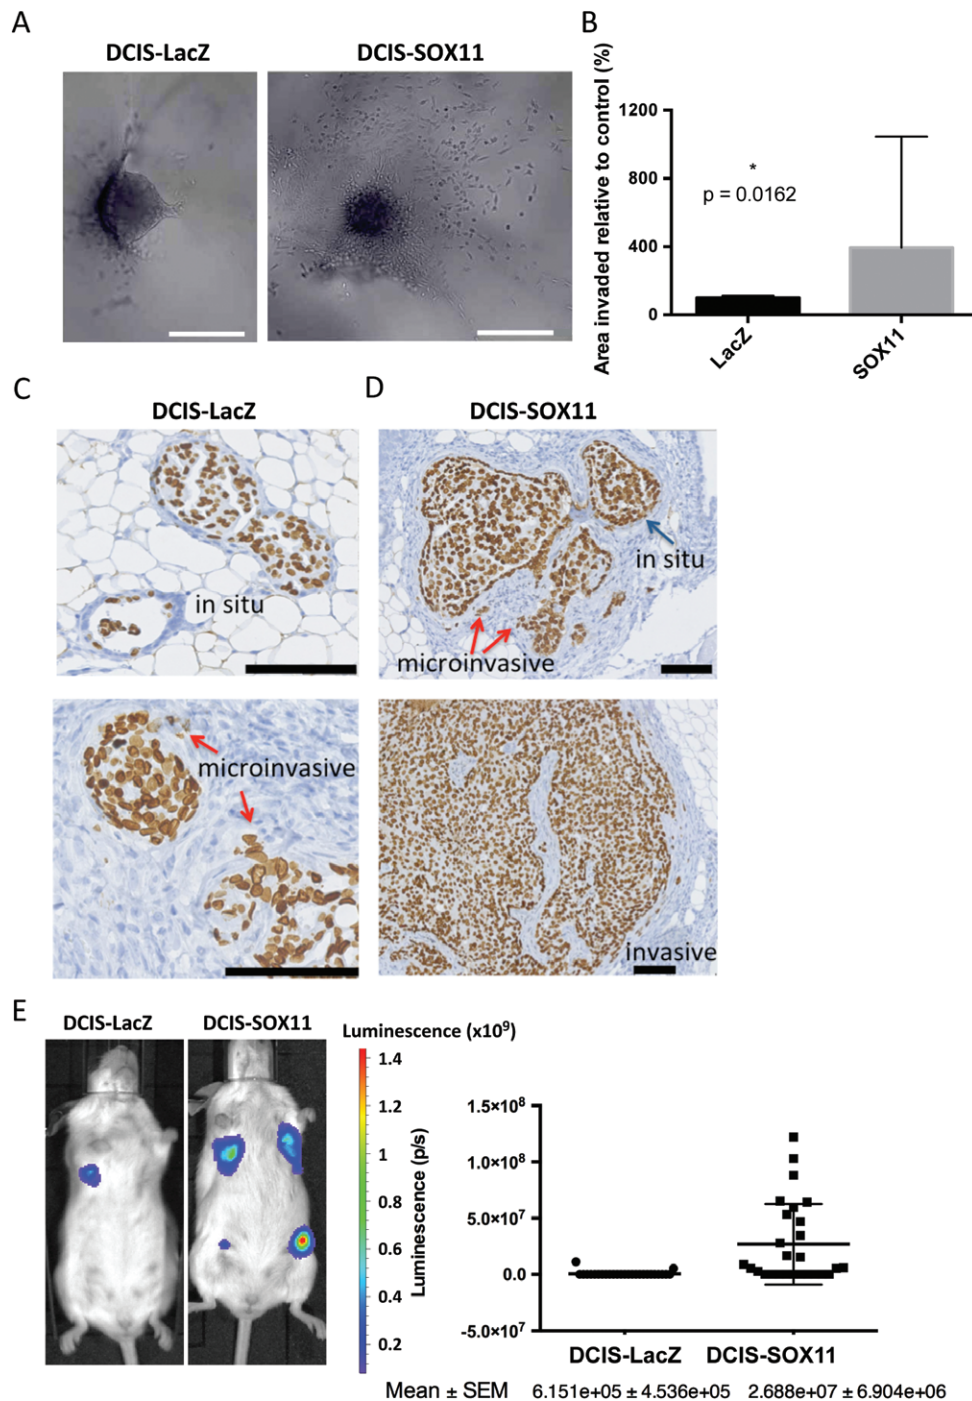 A
DCIS-LacZ
DCIS-SOX11
B
Area invaded relative to control (%)
1200
800
400
0
*
p = 0.0162
LacZ
SOX11
C
DCIS-LacZ
in situ
microinvasive
D
DCIS-SOX11
in situ
microinvasive
invasive
E
DCIS-LacZ
DCIS-SOX11
Luminescence (x10⁹)
1.4
1.2
1
0.8
0.6
0.4
0.2
Luminescence (p/s)
1.5×10⁸
1.0×10⁸
5.0×10⁷
0.0
-5.0×10⁷
DCIS-LacZ
DCIS-SOX11
Mean ± SEM 6.151e+05 ± 4.536e+05 2.688e+07 ± 6.904e+06